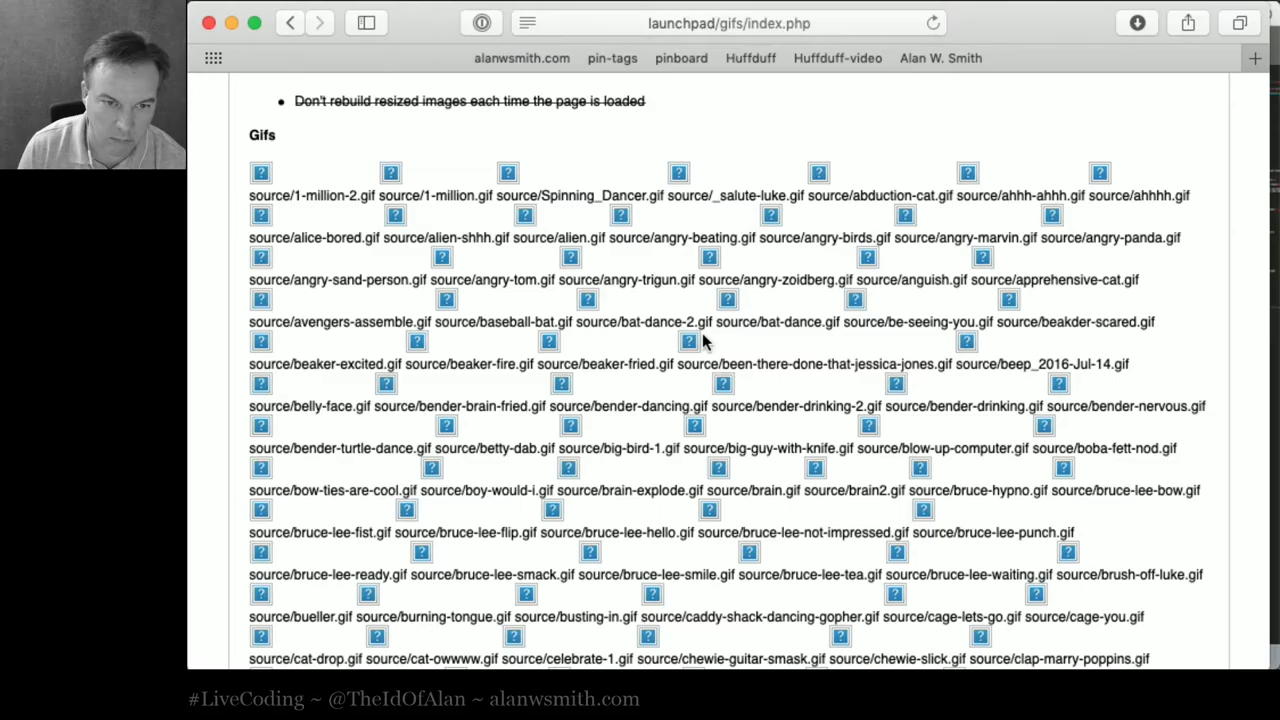 launchpad/gifs/index.php
alanwsmith.com pin-tags pinboard Huffduff Huffduff-video Alan W. Smith
Don't rebuild resized images each time the page is loaded
Gifs
source/1-million-2.gif source/1-million.gif source/Spinning_Dancer.gif source/_salute-luke.gif source/abduction-cat.gif source/ahhh-ahhh.gif source/ahhhh.gif
source/alice-bored.gif source/alien-shhh.gif source/alien.gif source/angry-beating.gif source/angry-birds.gif source/angry-marvin.gif source/angry-panda.gif
source/angry-sand-person.gif source/angry-tom.gif source/angry-trigun.gif source/angry-zoidberg.gif source/anguish.gif source/apprehensive-cat.gif
source/avengers-assemble.gif source/baseball-bat.gif source/bat-dance-2.gif source/bat-dance.gif source/be-seeing-you.gif source/beakder-scared.gif
source/beaker-excited.gif source/beaker-fire.gif source/beaker-fried.gif source/been-there-done-that-jessica-jones.gif source/beep_2016-Jul-14.gif
source/belly-face.gif source/bender-brain-fried.gif source/bender-dancing.gif source/bender-drinking-2.gif source/bender-drinking.gif source/bender-nervous.gif
source/bender-turtle-dance.gif source/betty-dab.gif source/big-bird-1.gif source/big-guy-with-knife.gif source/blow-up-computer.gif source/boba-fett-nod.gif
source/bow-ties-are-cool.gif source/boy-would-i.gif source/brain-explode.gif source/brain.gif source/brain2.gif source/bruce-hypno.gif source/bruce-lee-bow.gif
source/bruce-lee-fist.gif source/bruce-lee-flip.gif source/bruce-lee-hello.gif source/bruce-lee-not-impressed.gif source/bruce-lee-punch.gif
source/bruce-lee-ready.gif source/bruce-lee-smack.gif source/bruce-lee-smile.gif source/bruce-lee-tea.gif source/bruce-lee-waiting.gif source/brush-off-luke.gif
source/bueller.gif source/burning-tongue.gif source/busting-in.gif source/caddy-shack-dancing-gopher.gif source/cage-lets-go.gif source/cage-you.gif
source/cat-drop.gif source/cat-owwww.gif source/celebrate-1.gif source/chewie-guitar-smask.gif source/chewie-slick.gif source/clap-marry-poppins.gif
#LiveCoding ~ @TheIdOfAlan ~ alanwsmith.com